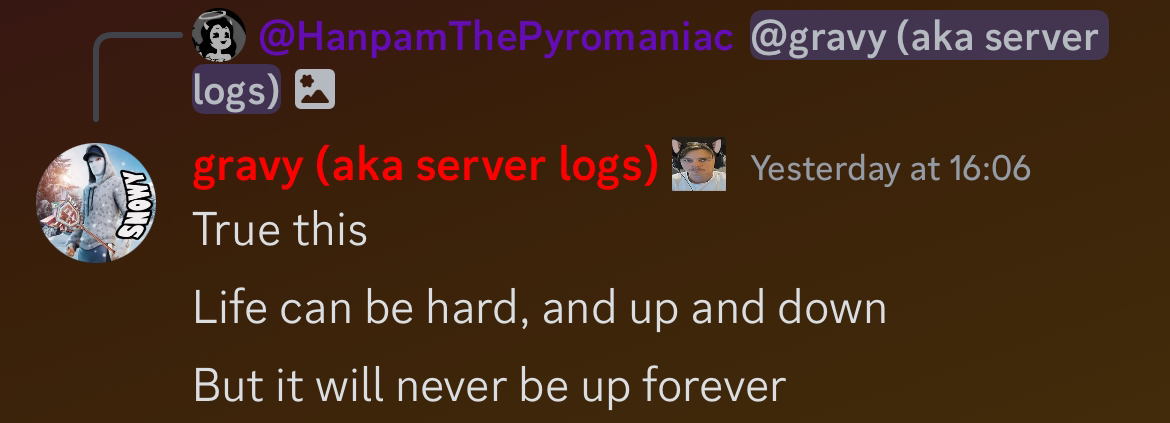 @HanpamThePyromaniac @gravy (aka server
logs)
gravy (aka server logs) Yesterday at 16:06
SNOWY
True this
Life can be hard, and up and down
But it will never be up forever